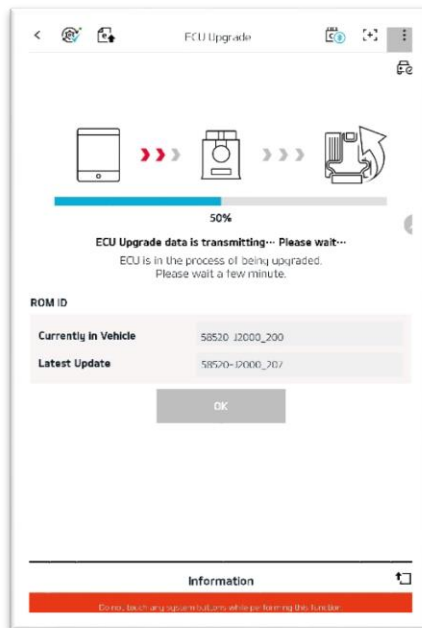 ECU Upgrade
50%
ECU Upgrade data is transmitting··· Please wait···
ECU is in the process of being upgraded.
Please wait a few minute.
ROM ID
Currently in Vehicle 58520-J2000_200
Latest Update 58520-J2000_207
OK
Information
Do not touch any system buttons while performing this function.